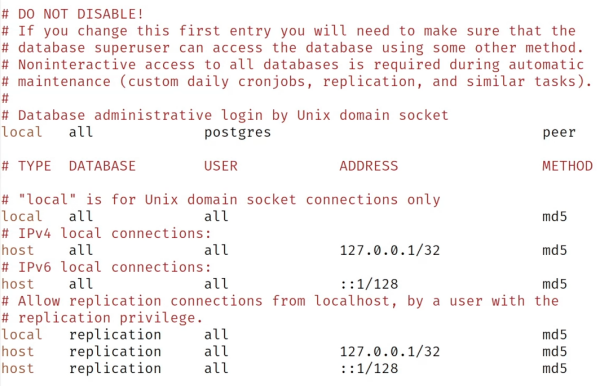 # DO NOT DISABLE!
# If you change this first entry you will need to make sure that the
# database superuser can access the database using some other method.
# Noninteractive access to all databases is required during automatic
# maintenance (custom daily cronjobs, replication, and similar tasks).
#
# Database administrative login by Unix domain socket
local   all             postgres                                peer

# TYPE  DATABASE        USER            ADDRESS                 METHOD

# "local" is for Unix domain socket connections only
local   all             all                                     md5
# IPv4 local connections:
host    all             all             127.0.0.1/32            md5
# IPv6 local connections:
host    all             all             ::1/128                 md5
# Allow replication connections from localhost, by a user with the
# replication privilege.
local   replication     all                                     md5
host    replication     all             127.0.0.1/32            md5
host    replication     all             ::1/128                 md5